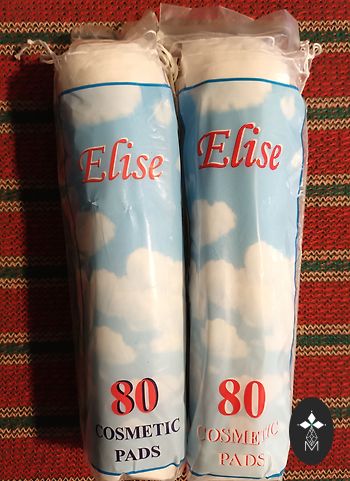 Elise
80
COSMETIC
PADS
Elise
80
COSMETIC
PADS
M